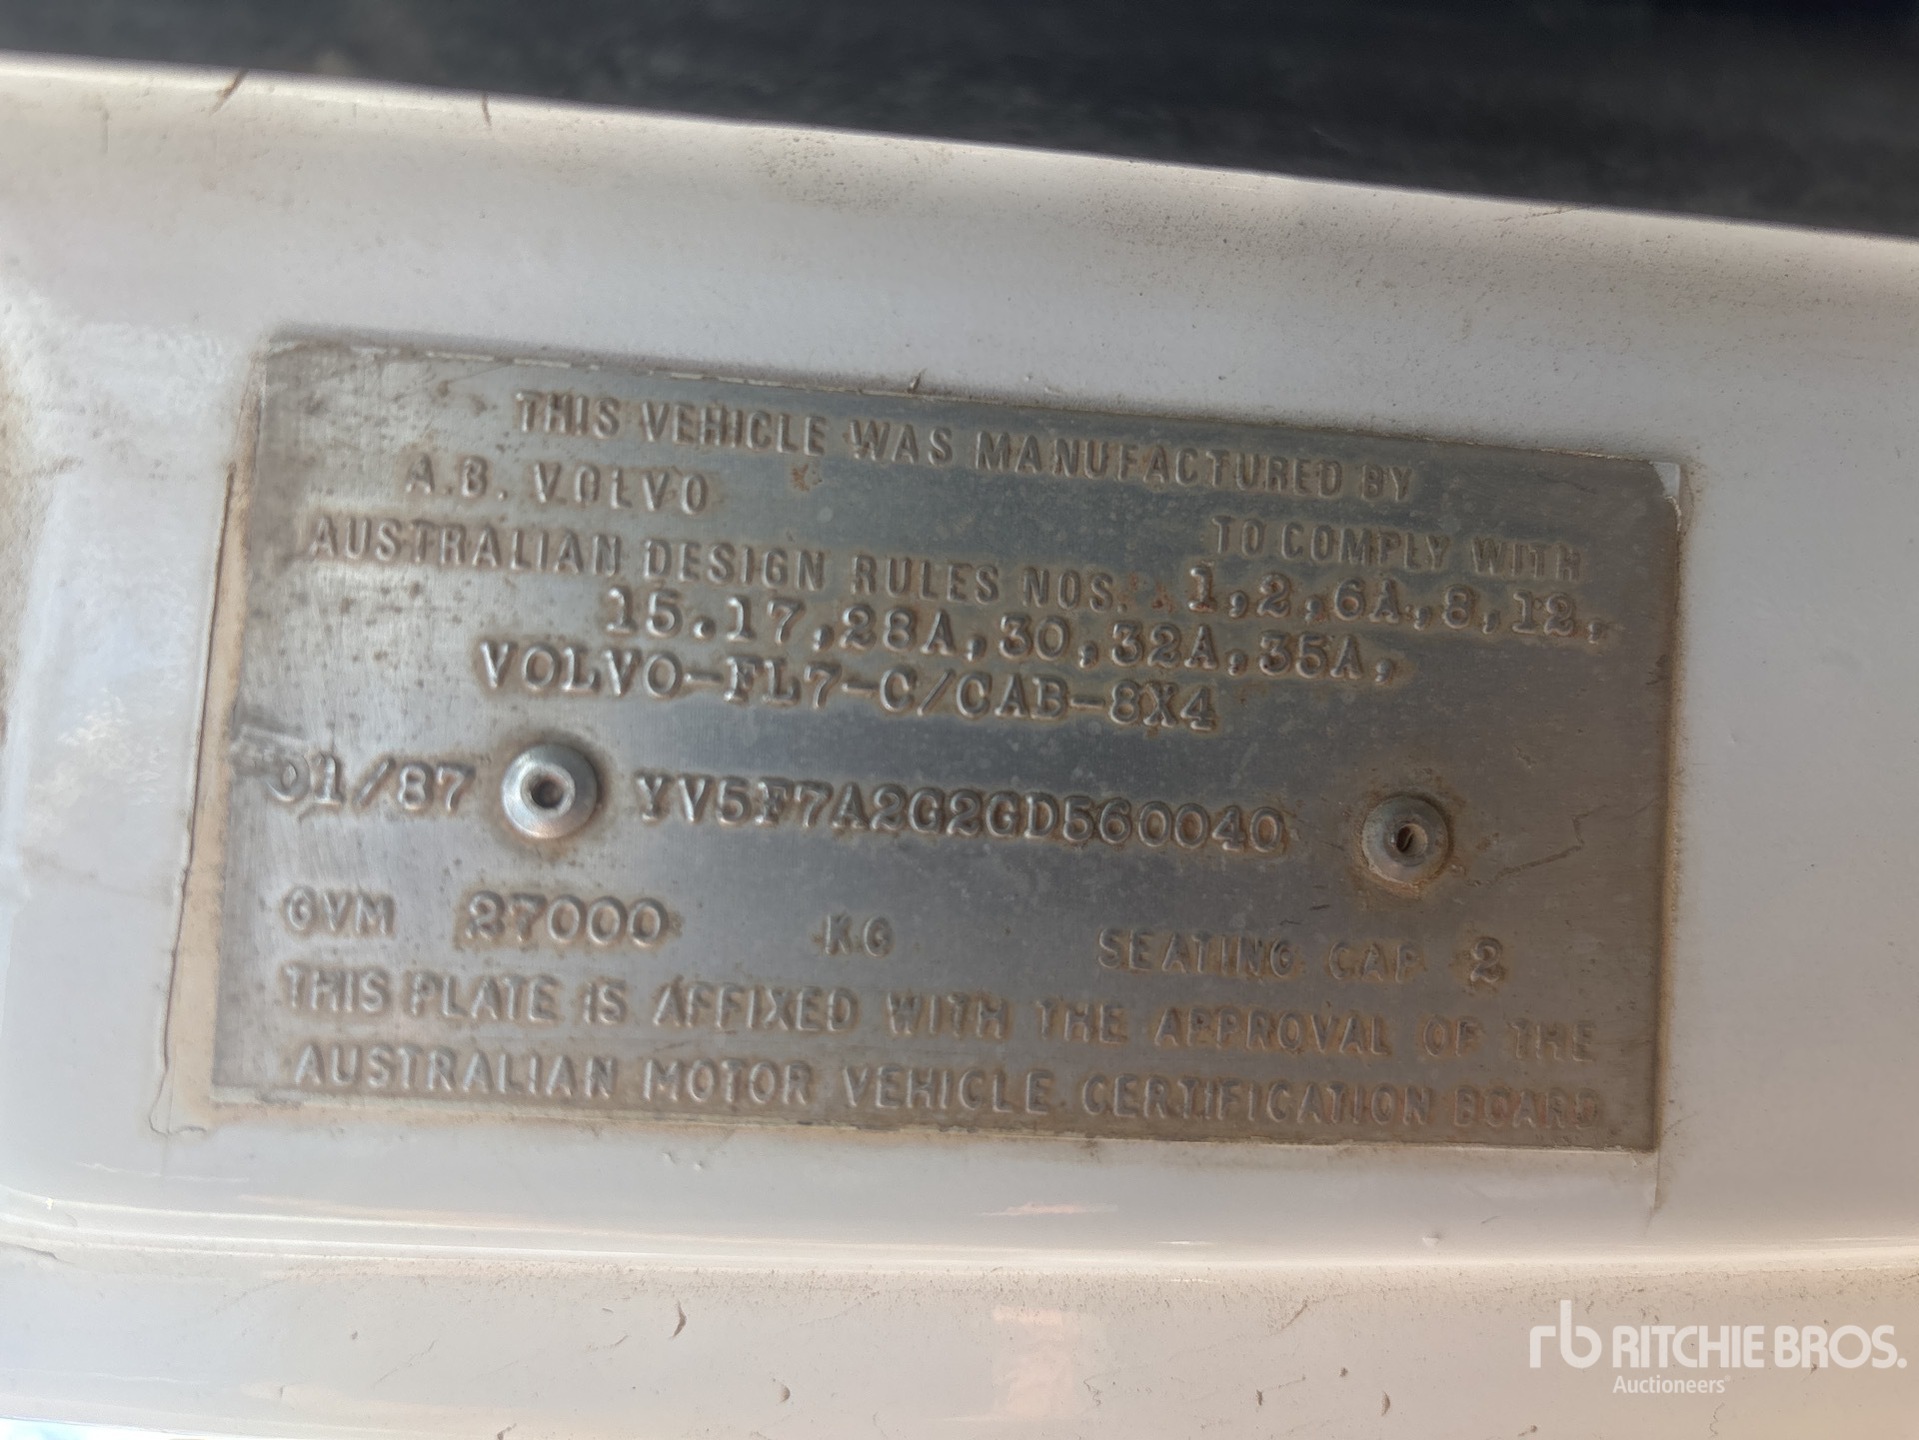 THIS VEHICLE WAS MANUFACTURED BY
A.B. VOLVO
TO COMPLY WITH
AUSTRALIAN DESIGN RULES NOS. 1,2,6A,8,12,
15.17,28A,30,32A,35A,
VOLVO-FL7-C/CAB-8X4
01/87 YV5F7A2G2GD560040
GVM 27000 KG SEATING CAP 2
THIS PLATE IS AFFIXED WITH THE APPROVAL OF THE
AUSTRALIAN MOTOR VEHICLE CERTIFICATION BOARD
rb RITCHIE BROS.
Auctioneers